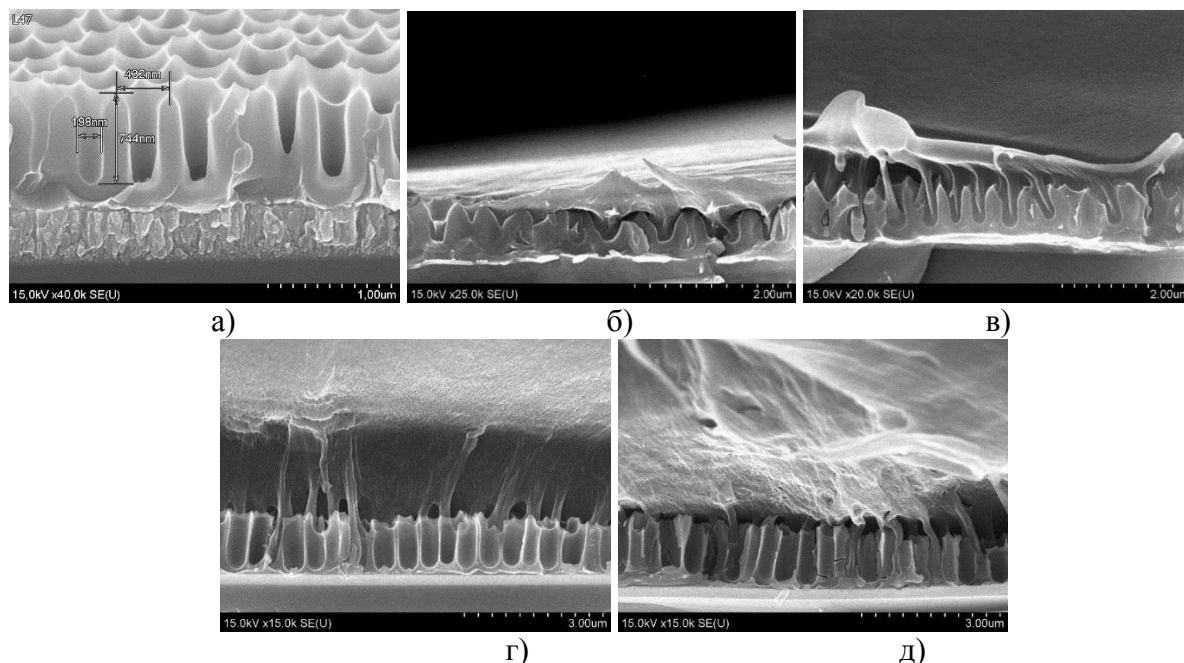 L47
432nm
198nm
744nm
15,0kV x40,0k SE(U) 1,00um
15.0kV x25.0k SE(U) 2.00um
15.0kV x20.0k SE(U) 2.00um
а) б) в)
15.0kV x15.0k SE(U) 3.00um
15.0kV x15.0k SE(U) 3.00um
г) д)